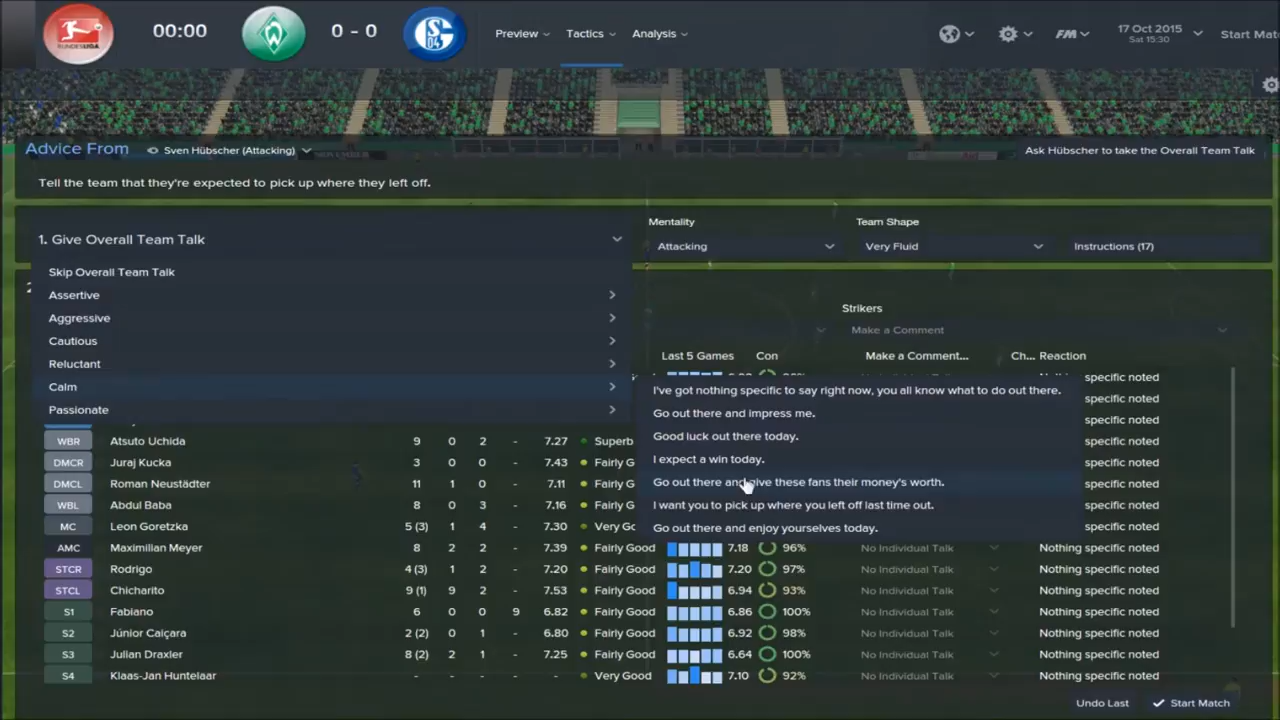 BUNDESLIGA
00:00
0 - 0
S 04
Preview
Tactics
Analysis
FM
17 Oct 2015
Sat 15:30
Start Mat
Advice From
Sven Hübscher (Attacking)
Ask Hübscher to take the Overall Team Talk
Tell the team that they're expected to pick up where they left off.
1. Give Overall Team Talk
Mentality
Attacking
Team Shape
Very Fluid
Instructions (17)
Skip Overall Team Talk
Assertive
Aggressive
Cautious
Reluctant
Calm
Passionate
Strikers
Make a Comment
Last 5 Games Con Make a Comment... Ch... Reaction
I've got nothing specific to say right now, you all know what to do out there.
Go out there and impress me.
Good luck out there today.
I expect a win today.
Go out there and give these fans their money's worth.
I want you to pick up where you left off last time out.
Go out there and enjoy yourselves today.
specific noted
specific noted
specific noted
WBR Atsuto Uchida 9 0 2 - 7.27 Superb specific noted
DMCR Juraj Kucka 3 0 0 - 7.43 Fairly G specific noted
DMCL Roman Neustädter 11 1 0 - 7.11 Fairly G specific noted
WBL Abdul Baba 8 0 3 - 7.16 Fairly G specific noted
MC Leon Goretzka 5 (3) 1 4 - 7.30 Very Go specific noted
AMC Maximilian Meyer 8 2 2 - 7.39 Fairly Good 7.18 96% No Individual Talk Nothing specific noted
STCR Rodrigo 4 (3) 1 2 - 7.20 Fairly Good 7.20 97% No Individual Talk Nothing specific noted
STCL Chicharito 9 (1) 9 2 - 7.53 Fairly Good 6.94 93% No Individual Talk Nothing specific noted
S1 Fabiano 6 0 0 9 6.82 Fairly Good 6.86 100% No Individual Talk Nothing specific noted
S2 Júnior Caiçara 2 (2) 0 1 - 6.80 Fairly Good 6.92 98% No Individual Talk Nothing specific noted
S3 Julian Draxler 8 (2) 2 1 - 7.25 Fairly Good 6.64 100% No Individual Talk Nothing specific noted
S4 Klaas-Jan Huntelaar - - - - - Very Good 7.10 92% No Individual Talk Nothing specific noted
Undo Last
Start Match